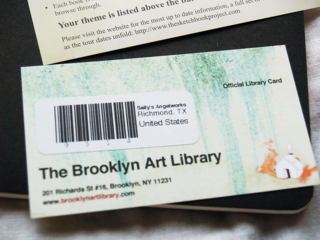 • Each book
browse through.
Your theme is listed above the ba
Please visit the website for the most up to date information, a full se
as the tour dates unfold: http://www.thesketchbookproject.com
Official Library Card
Sally's Angelworks
Richmond, TX
United States
The Brooklyn Art Library
201 Richards St #16, Brooklyn, NY 11231
www.brooklynartlibrary.com